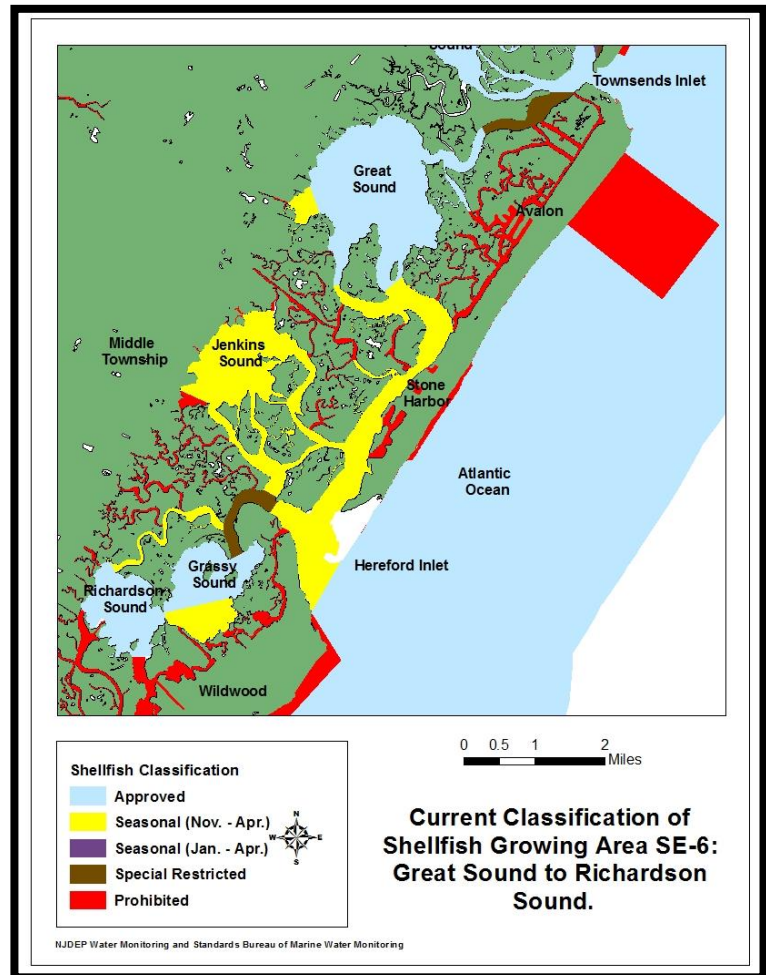 Sound
Townsends Inlet
Great
Sound
Avalon
Middle
Township
Jenkins
Sound
Stone
Harbor
Atlantic
Ocean
Hereford Inlet
Grassy
Sound
Richardson
Sound
Wildwood
0 0.5 1 2
Miles
Shellfish Classification
Approved
Seasonal (Nov. - Apr.)
Seasonal (Jan. - Apr.)
Special Restricted
Prohibited
N
W E
S
Current Classification of
Shellfish Growing Area SE-6:
Great Sound to Richardson
Sound.
NJDEP Water Monitoring and Standards Bureau of Marine Water Monitoring